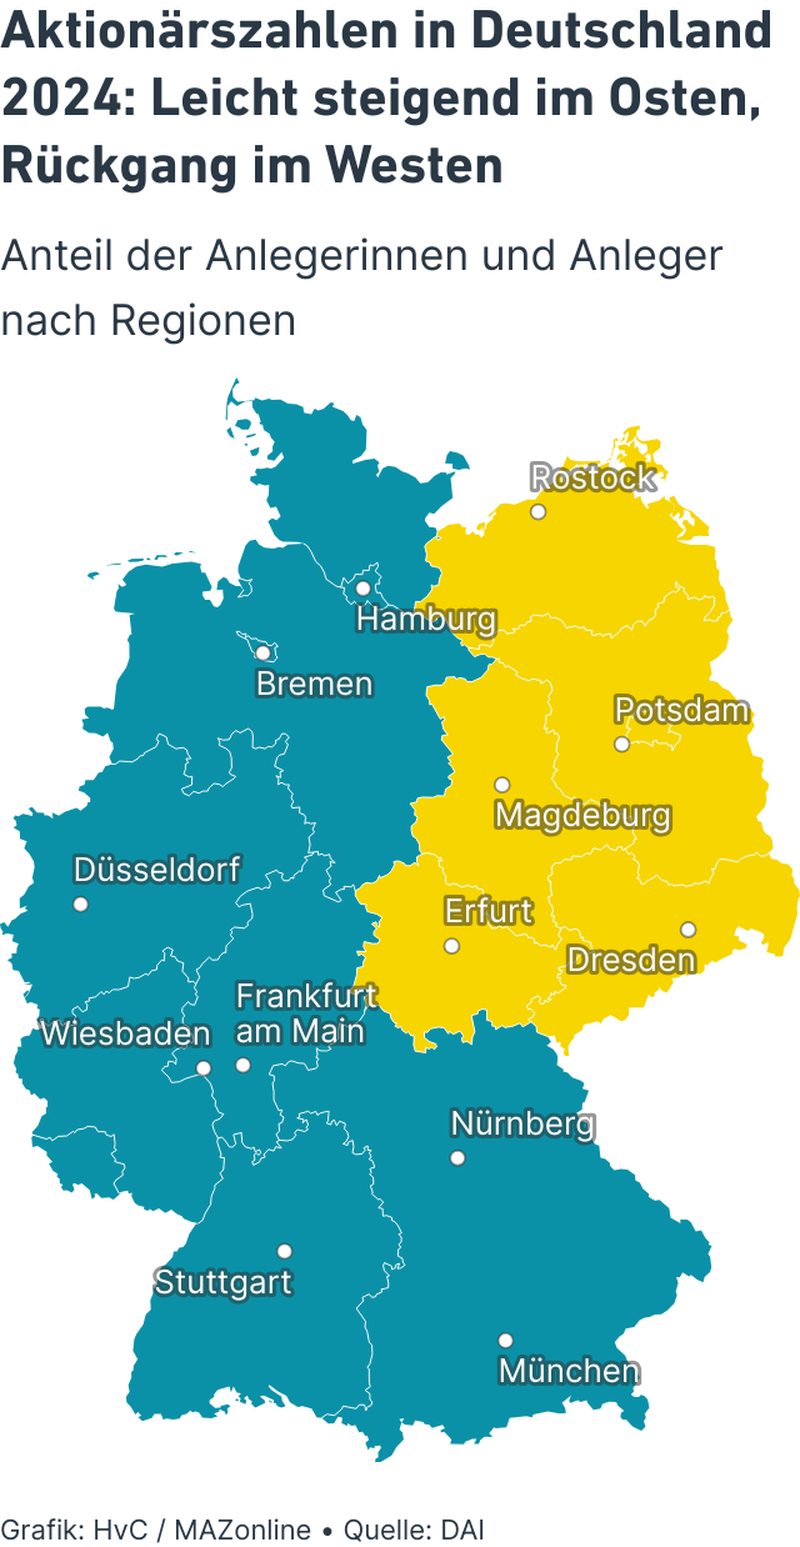 Aktionärszahlen in Deutschland
2024: Leicht steigend im Osten,
Rückgang im Westen
Anteil der Anlegerinnen und Anleger
nach Regionen
Rostock
Hamburg
Bremen
Potsdam
Magdeburg
Düsseldorf
Erfurt
Dresden
Frankfurt
am Main
Wiesbaden
Nürnberg
Stuttgart
München
Grafik: HvC / MAZonline • Quelle: DAI